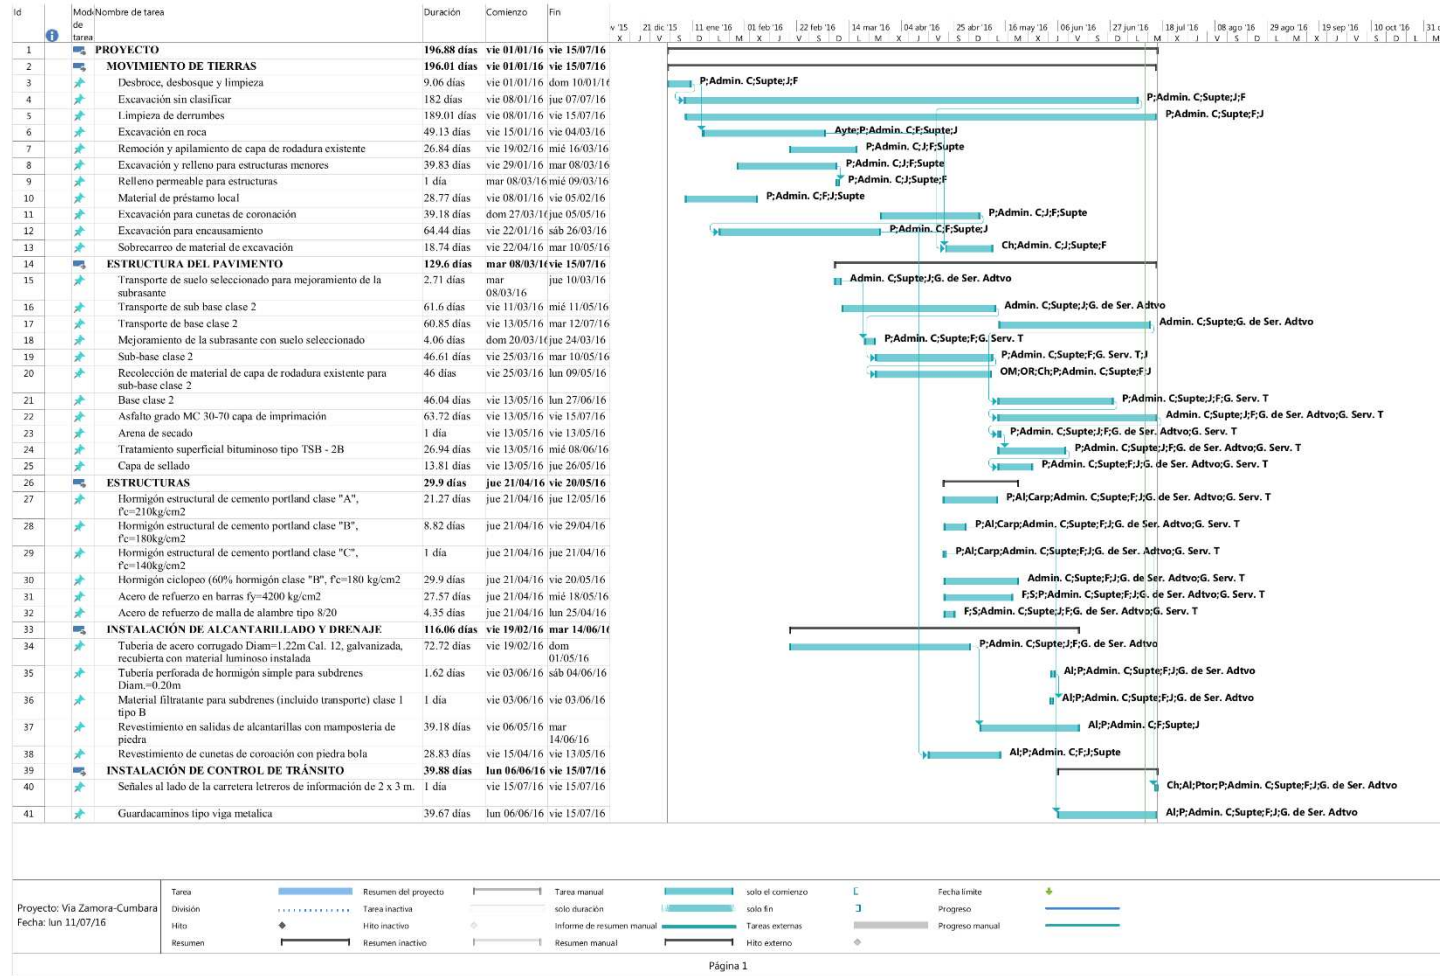 Id Modo de tarea Nombre de tarea Duración Comienzo Fin
21 dic '15 11 ene '16 01 feb '16 22 feb '16 14 mar '16 04 abr '16 25 abr '16 16 may '16 06 jun '16 27 jun '16 18 jul '16 08 ago '16 29 ago '16 19 sep '16 10 oct '16
X J V S D L M X J V S D L M X J V S D L M X J V S D L M X
1 PROYECTO 196.88 días vie 01/01/16 vie 15/07/16
2 MOVIMIENTO DE TIERRAS 196.01 días vie 01/01/16 vie 15/07/16
3 Desbroce, desbosque y limpieza 9.06 días vie 01/01/16 dom 10/01/16 P;Admin. C;Supte;J;F
4 Excavación sin clasificar 182 días vie 08/01/16 jue 07/07/16 P;Admin. C;Supte;J;F
5 Limpieza de derrumbes 189.01 días vie 08/01/16 vie 15/07/16 P;Admin. C;Supte;F;J
6 Excavación en roca 49.13 días vie 15/01/16 vie 04/03/16 Ayte;P;Admin. C;F;Supte;J
7 Remoción y apilamiento de capa de rodadura existente 26.84 días vie 19/02/16 mié 16/03/16 P;Admin. C;J;F;Supte
8 Excavación y relleno para estructuras menores 39.83 días vie 29/01/16 mar 08/03/16 P;Admin. C;J;F;Supte
9 Relleno permeable para estructuras 1 día mar 08/03/16 mié 09/03/16 P;Admin. C;J;Supte;F
10 Material de préstamo local 28.77 días vie 08/01/16 vie 05/02/16 P;Admin. C;F;J;Supte
11 Excavación para cunetas de coronación 39.18 días dom 27/03/16 jue 05/05/16 P;Admin. C;J;F;Supte
12 Excavación para encausamiento 64.44 días vie 22/01/16 sáb 26/03/16 P;Admin. C;F;Supte;J
13 Sobrecarreo de material de excavación 18.74 días vie 22/04/16 mar 10/05/16 Ch;Admin. C;J;Supte;F
14 ESTRUCTURA DEL PAVIMENTO 129.6 días mar 08/03/16 vie 15/07/16
15 Transporte de suelo seleccionado para mejoramiento de la 2.71 días mar jue 10/03/16 Admin. C;Supte;J;G. de Ser. Adtvo
subrasante 08/03/16
16 Transporte de sub base clase 2 61.6 días vie 11/03/16 mié 11/05/16 Admin. C;Supte;J;G. de Ser. Adtvo
17 Transporte de base clase 2 60.85 días vie 13/05/16 mar 12/07/16 Admin. C;Supte;G. de Ser. Adtvo
18 Mejoramiento de la subrasante con suelo seleccionado 4.06 días dom 20/03/16 jue 24/03/16 P;Admin. C;Supte;F;G. Serv. T
19 Sub-base clase 2 46.61 días vie 25/03/16 mar 10/05/16 P;Admin. C;Supte;F;G. Serv. T;J
20 Recolección de material de capa de rodadura existente para 46 días vie 25/03/16 lun 09/05/16 OM;OR;Ch;P;Admin. C;Supte;F;J
sub-base clase 2
21 Base clase 2 46.04 días vie 13/05/16 lun 27/06/16 P;Admin. C;Supte;J;F;G. Serv. T
22 Asfalto grado MC 30-70 capa de imprimación 63.72 días vie 13/05/16 vie 15/07/16 Admin. C;Supte;J;F;G. de Ser. Adtvo;G. Serv. T
23 Arena de secado 1 día vie 13/05/16 vie 13/05/16 P;Admin. C;Supte;F;J;G. de Ser. Adtvo;G. Serv. T
24 Tratamiento superficial bituminoso tipo TSB - 2B 26.94 días vie 13/05/16 mié 08/06/16 P;Admin. C;Supte;J;F;G. de Ser. Adtvo;G. Serv. T
25 Capa de sellado 13.81 días vie 13/05/16 jue 26/05/16 P;Admin. C;Supte;F;J;G. de Ser. Adtvo;G. Serv. T
26 ESTRUCTURAS 29.9 días jue 21/04/16 vie 20/05/16
27 Hormigón estructural de cemento portland clase "A", 21.27 días jue 21/04/16 jue 12/05/16 P;Al;Carp;Admin. C;Supte;F;J;G. de Ser. Adtvo;G. Serv. T
f'c=210kg/cm2
28 Hormigón estructural de cemento portland clase "B", 8.82 días jue 21/04/16 vie 29/04/16 P;Al;Carp;Admin. C;Supte;F;J;G. de Ser. Adtvo;G. Serv. T
f'c=180kg/cm2
29 Hormigón estructural de cemento portland clase "C", 1 día jue 21/04/16 jue 21/04/16 P;Al;Carp;Admin. C;Supte;F;J;G. de Ser. Adtvo;G. Serv. T
f'c=140kg/cm2
30 Hormigón ciclopeo (60% hormigón clase "B", f'c=180 kg/cm2 29.9 días jue 21/04/16 vie 20/05/16 Admin. C;Supte;F;J;G. de Ser. Adtvo;G. Serv. T
31 Acero de refuerzo en barras fy=4200 kg/cm2 27.57 días jue 21/04/16 mié 18/05/16 F;S;P;Admin. C;Supte;F;J;G. de Ser. Adtvo;G. Serv. T
32 Acero de refuerzo de malla de alambre tipo 8/20 4.35 días jue 21/04/16 lun 25/04/16 F;S;Admin. C;Supte;J;F;G. de Ser. Adtvo;G. Serv. T
33 INSTALACIÓN DE ALCANTARILLADO Y DRENAJE 116.06 días vie 19/02/16 mar 14/06/16
34 Tuberia de acero corrugado Diam=1.22m Cal. 12, galvanizada, 72.72 días vie 19/02/16 dom P;Admin. C;Supte;J;F;G. de Ser. Adtvo
recubierta con material luminoso instalada 01/05/16
35 Tubería perforada de hormigón simple para subdrenes 1.62 días vie 03/06/16 sáb 04/06/16 Al;P;Admin. C;Supte;F;J;G. de Ser. Adtvo
Diam.=0.20m
36 Material filtratante para subdrenes (incluido transporte) clase 1 1 día vie 03/06/16 vie 03/06/16 Al;P;Admin. C;Supte;F;J;G. de Ser. Adtvo
tipo B
37 Revestimiento en salidas de alcantarillas con mamposteria de 39.18 días vie 06/05/16 mar Al;P;Admin. C;F;Supte;J
piedra 14/06/16
38 Revestimiento de cunetas de coroación con piedra bola 28.83 días vie 15/04/16 vie 13/05/16 Al;P;Admin. C;F;J;Supte
39 INSTALACIÓN DE CONTROL DE TRÁNSITO 39.88 días lun 06/06/16 vie 15/07/16
40 Señales al lado de la carretera letreros de información de 2 x 3 m. 1 día vie 15/07/16 vie 15/07/16 Ch;Al;Ptor;P;Admin. C;Supte;F;J;G. de Ser. Adtvo
41 Guardacaminos tipo viga metalica 39.67 días lun 06/06/16 vie 15/07/16 Al;P;Admin. C;Supte;F;J;G. de Ser. Adtvo
Proyecto: Via Zamora-Cumbara
Fecha: lun 11/07/16
Tarea Resumen del proyecto Tarea manual solo el comienzo Fecha límite
División Tarea inactiva solo duración solo fin Progreso
Hito Hito inactivo Informe de resumen manual Tareas externas Progreso manual
Resumen Resumen inactivo Resumen manual Hito externo
Página 1